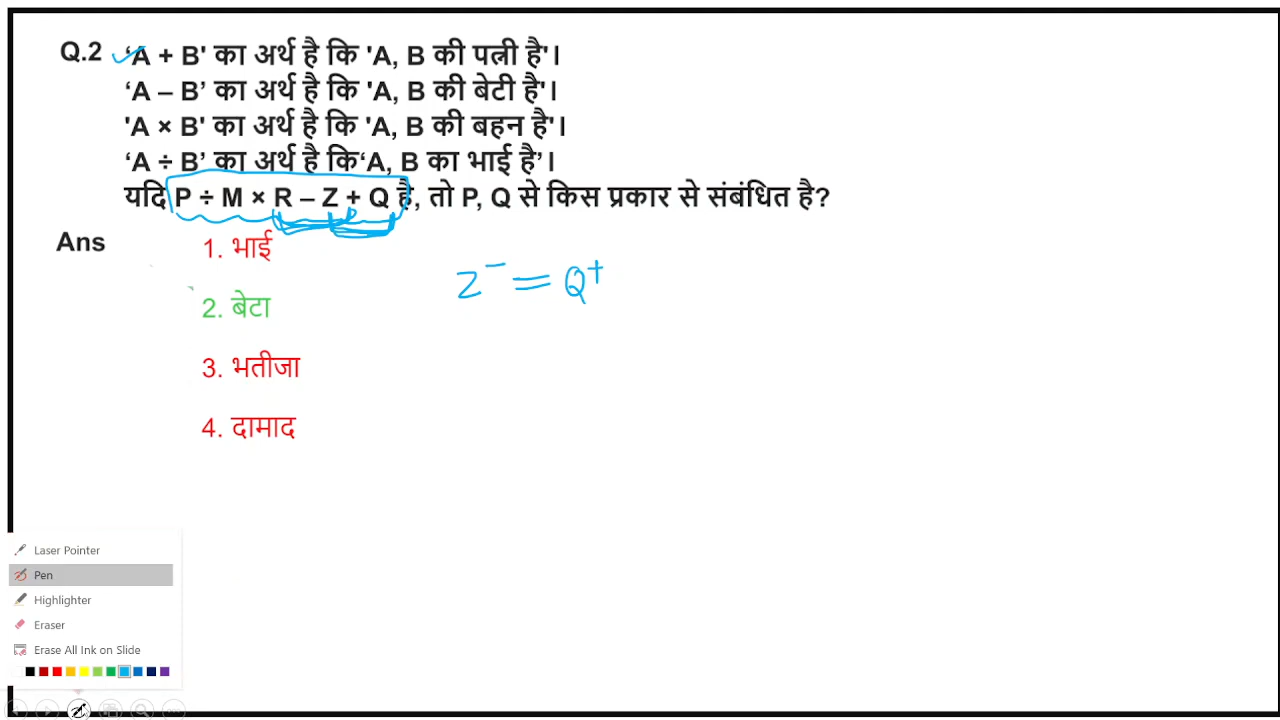 Q.2 ‘A + B' का अर्थ है कि 'A, B की पत्नी है'।
‘A – B’ का अर्थ है कि 'A, B की बेटी है'।
'A × B' का अर्थ है कि 'A, B की बहन है'।
‘A ÷ B’ का अर्थ है कि‘A, B का भाई है’।
यदि P ÷ M × R – Z + Q है, तो P, Q से किस प्रकार से संबंधित है?
Ans 1. भाई
Z⁻ = Q⁺
2. बेटा
3. भतीजा
4. दामाद
Laser Pointer
Pen
Highlighter
Eraser
Erase All Ink on Slide